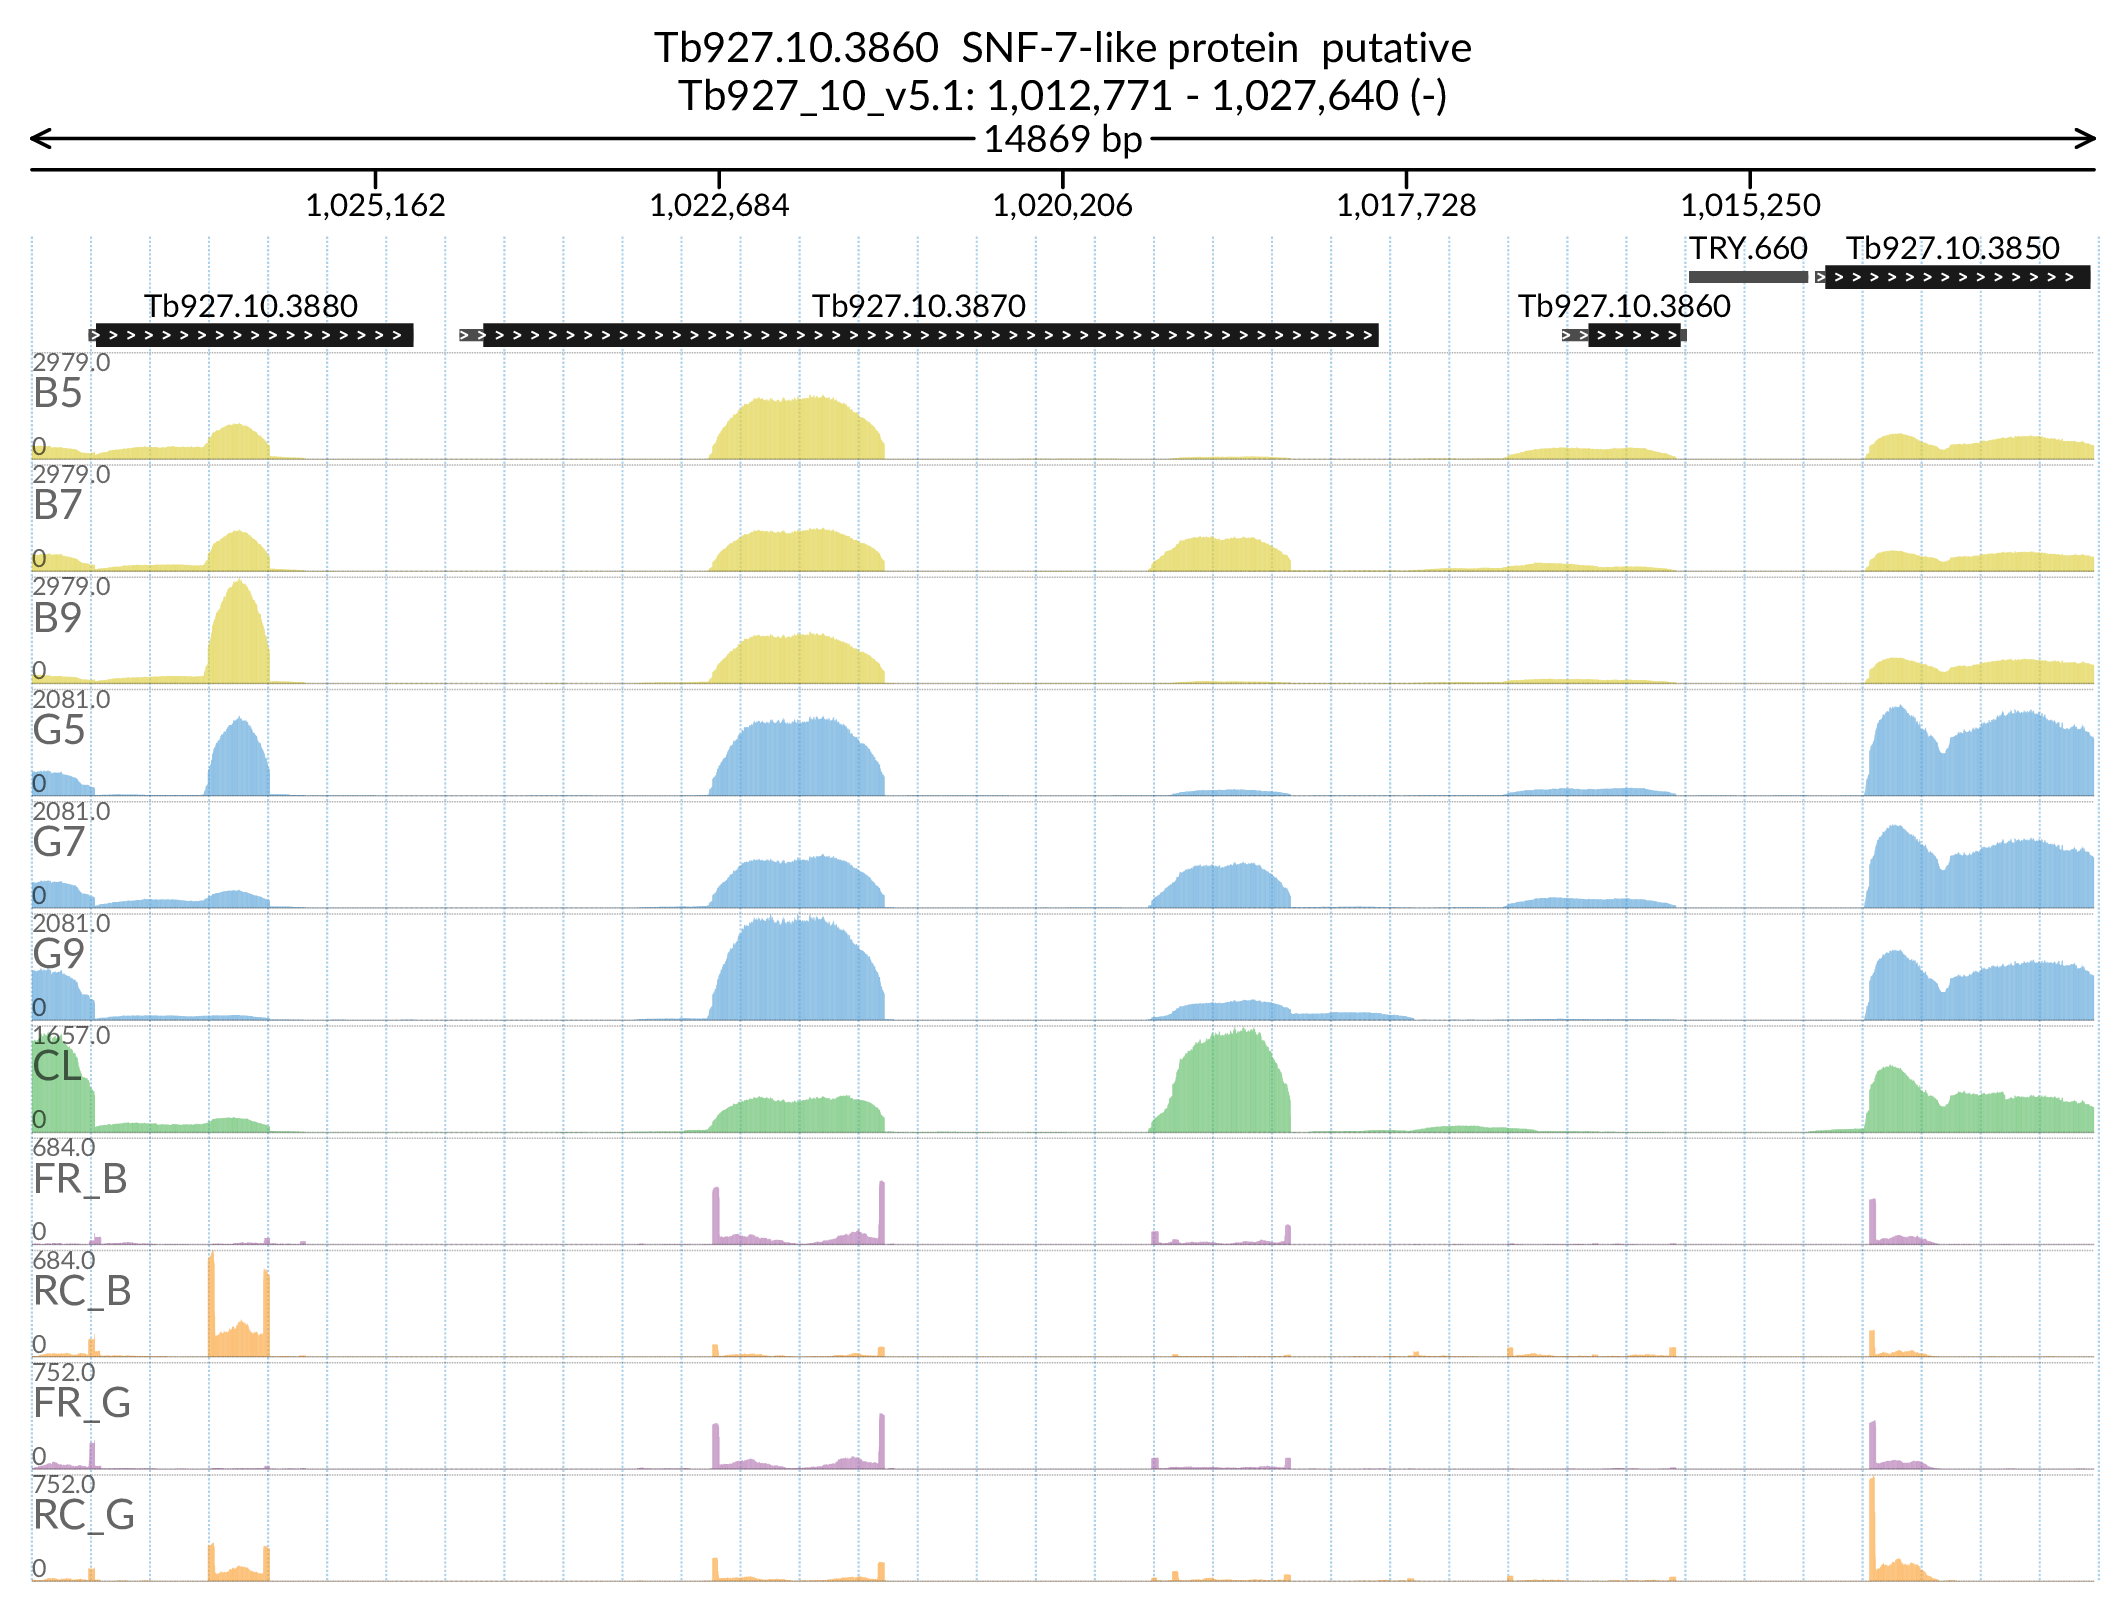 Tb927.10.3860 SNF-7-like protein putative
Tb927_10_v5.1: 1,012,771 - 1,027,640 (-)
14869 bp
1,025,162 1,022,684 1,020,206 1,017,728 1,015,250
TRY.660 Tb927.10.3850
Tb927.10.3880 Tb927.10.3870 Tb927.10.3860
2979.0
B5
0
2979.0
B7
0
2979.0
B9
0
2081.0
G5
0
2081.0
G7
0
2081.0
G9
0
1657.0
CL
0
684.0
FR_B
0
684.0
RC_B
0
752.0
FR_G
0
752.0
RC_G
0